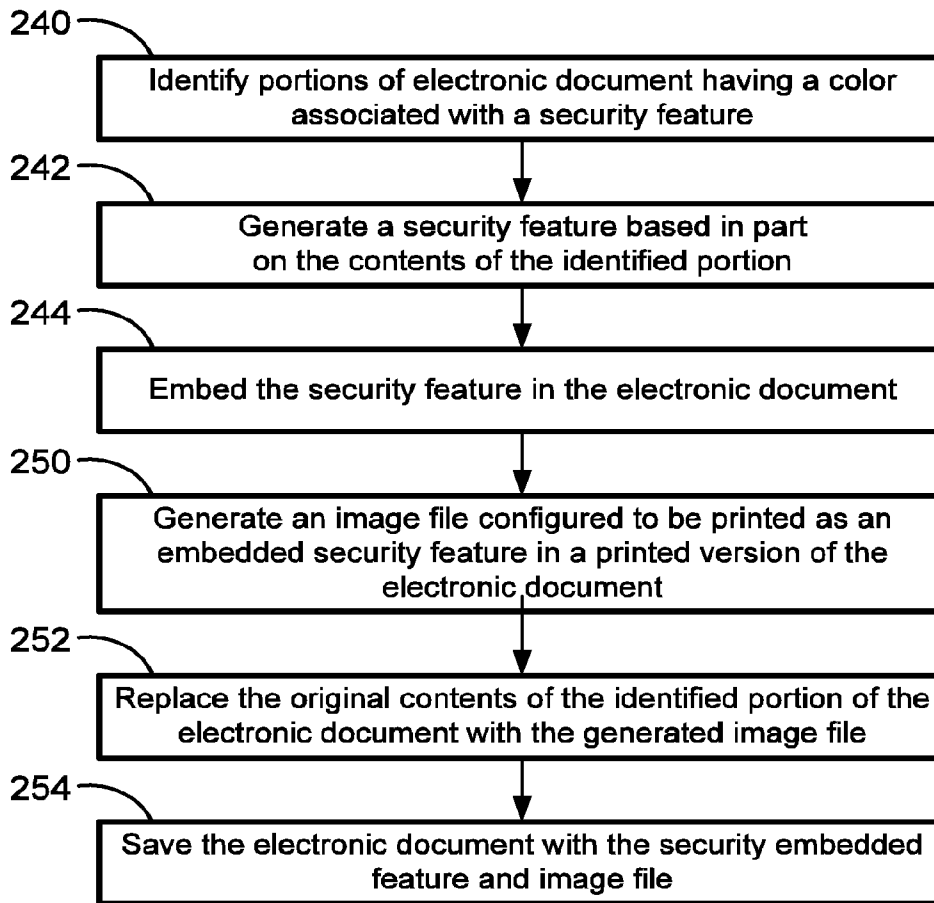 240
Identify portions of electronic document having a color
associated with a security feature
242
Generate a security feature based in part
on the contents of the identified portion
244
Embed the security feature in the electronic document
250
Generate an image file configured to be printed as an
embedded security feature in a printed version of the
electronic document
252
Replace the original contents of the identified portion of the
electronic document with the generated image file
254
Save the electronic document with the security embedded
feature and image file